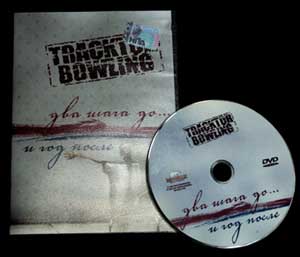 TRACKTOR
BOWLING
два шага до...
и год после
TRACKTOR
BOWLING
DVD
два шага до...
и год после